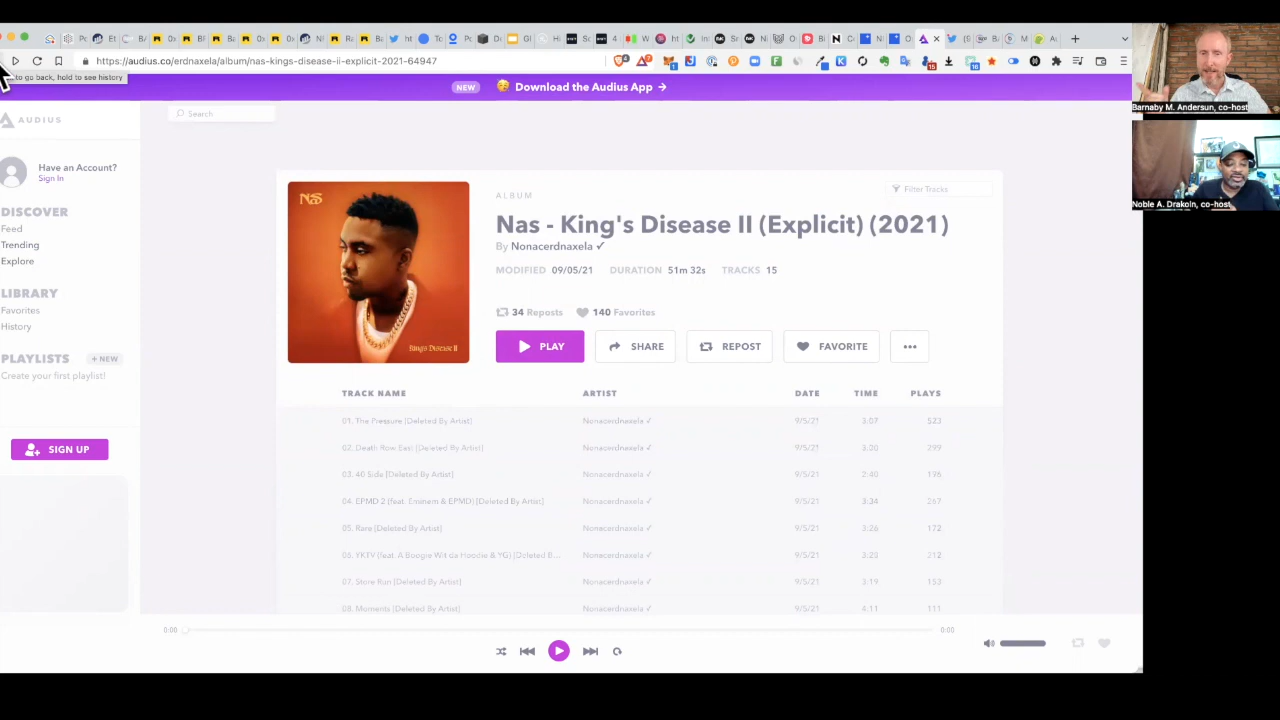 https://audius.co/erdnaxela/album/nas-kings-disease-ii-explicit-2021-64947
to go back, hold to see history
NEW Download the Audius App →
AUDIUS
Search
Have an Account?
Sign In
DISCOVER
Feed
Trending
Explore
LIBRARY
Favorites
History
PLAYLISTS + NEW
Create your first playlist!
SIGN UP
NAS
King's Disease II
ALBUM
Filter Tracks
Nas - King's Disease II (Explicit) (2021)
By Nonacerdnaxela ✓
MODIFIED 09/05/21 DURATION 51m 32s TRACKS 15
34 Reposts 140 Favorites
PLAY SHARE REPOST FAVORITE •••
TRACK NAME ARTIST DATE TIME PLAYS
01. The Pressure [Deleted By Artist] Nonacerdnaxela ✓ 9/5/21 3:07 523
02. Death Row East [Deleted By Artist] Nonacerdnaxela ✓ 9/5/21 3:20 299
03. 40 Side [Deleted By Artist] Nonacerdnaxela ✓ 9/5/21 2:40 196
04. EPMD 2 (feat. Eminem & EPMD) [Deleted By Artist] Nonacerdnaxela ✓ 9/5/21 3:34 267
05. Rare [Deleted By Artist] Nonacerdnaxela ✓ 9/5/21 3:26 172
06. YKTV (feat. A Boogie Wit da Hoodie & YG) [Deleted B... Nonacerdnaxela ✓ 9/5/21 3:23 212
07. Store Run [Deleted By Artist] Nonacerdnaxela ✓ 9/5/21 3:19 153
08. Moments [Deleted By Artist] Nonacerdnaxela ✓ 9/5/21 4:11 111
0:00 0:00
Barnaby M. Andersun, co-host
Noble A. Drakoln, co-host